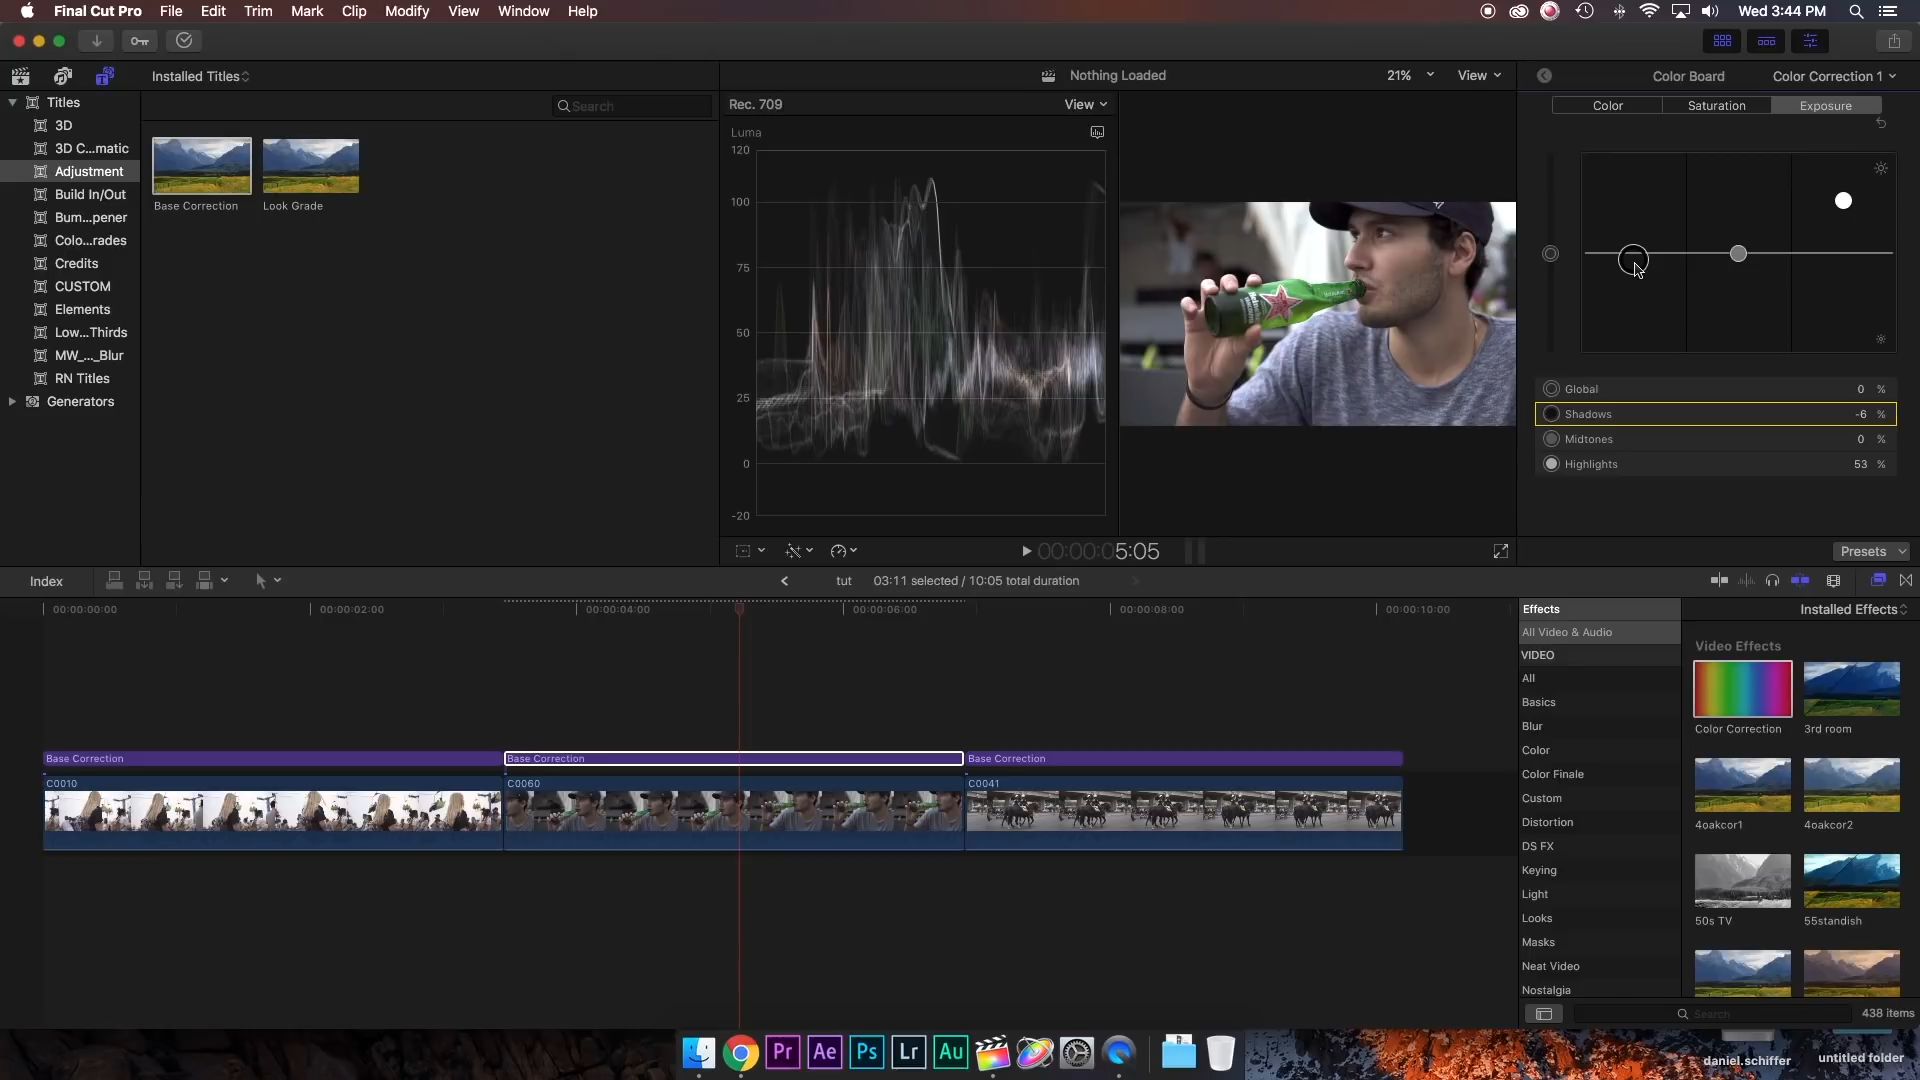 Final Cut Pro File Edit Trim Mark Clip Modify View Window Help Wed 3:44 PM
Installed Titles Nothing Loaded 21% View Color Board Color Correction 1
Titles
3D
3D C...matic
Adjustment
Build In/Out
Bum...pener
Colo...rades
Credits
CUSTOM
Elements
Low...Thirds
MW_..._Blur
RN Titles
Generators
Search
Base Correction Look Grade
Rec. 709 View
Luma
120
100
75
50
25
0
-20
Color Saturation Exposure
Global 0 %
Shadows -6 %
Midtones 0 %
Highlights 53 %
Presets
00:00:05:05
Index tut 03:11 selected / 10:05 total duration
00:00:00:00 00:00:02:00 00:00:04:00 00:00:06:00 00:00:08:00 00:00:10:00
Base Correction Base Correction Base Correction
C0010 C0060 C0041
Effects Installed Effects
All Video & Audio
VIDEO
All
Basics
Blur
Color
Color Finale
Custom
Distortion
DS FX
Keying
Light
Looks
Masks
Neat Video
Nostalgia
Video Effects
Color Correction 3rd room
4oakcor1 4oakcor2
50s TV 55standish
Search 438 items
Pr Ae Ps Lr Au
daniel.schiffer untitled folder